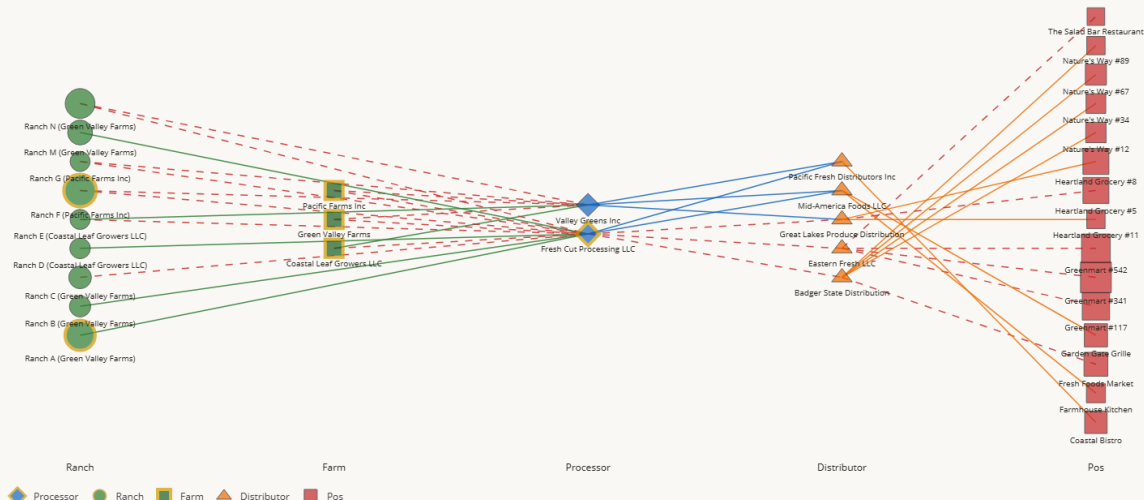 The Salad Bar Restaurant
Nature's Way #89
Nature's Way #67
Nature's Way #34
Nature's Way #12
Heartland Grocery #8
Heartland Grocery #5
Heartland Grocery #11
Greenmart #542
Greenmart #341
Greenmart #117
Garden Gate Grille
Fresh Foods Market
Farmhouse Kitchen
Coastal Bistro
Ranch N (Green Valley Farms)
Ranch M (Green Valley Farms)
Ranch G (Pacific Farms Inc)
Ranch F (Pacific Farms Inc)
Ranch E (Coastal Leaf Growers LLC)
Ranch D (Coastal Leaf Growers LLC)
Ranch C (Green Valley Farms)
Ranch B (Green Valley Farms)
Ranch A (Green Valley Farms)
Pacific Farms Inc
Green Valley Farms
Coastal Leaf Growers LLC
Valley Greens Inc
Fresh Cut Processing LLC
Pacific Fresh Distributors Inc
Mid-America Foods LLC
Great Lakes Produce Distribution
Eastern Fresh LLC
Badger State Distribution
Ranch
Farm
Processor
Distributor
Pos
Processor
Ranch
Farm
Distributor
Pos